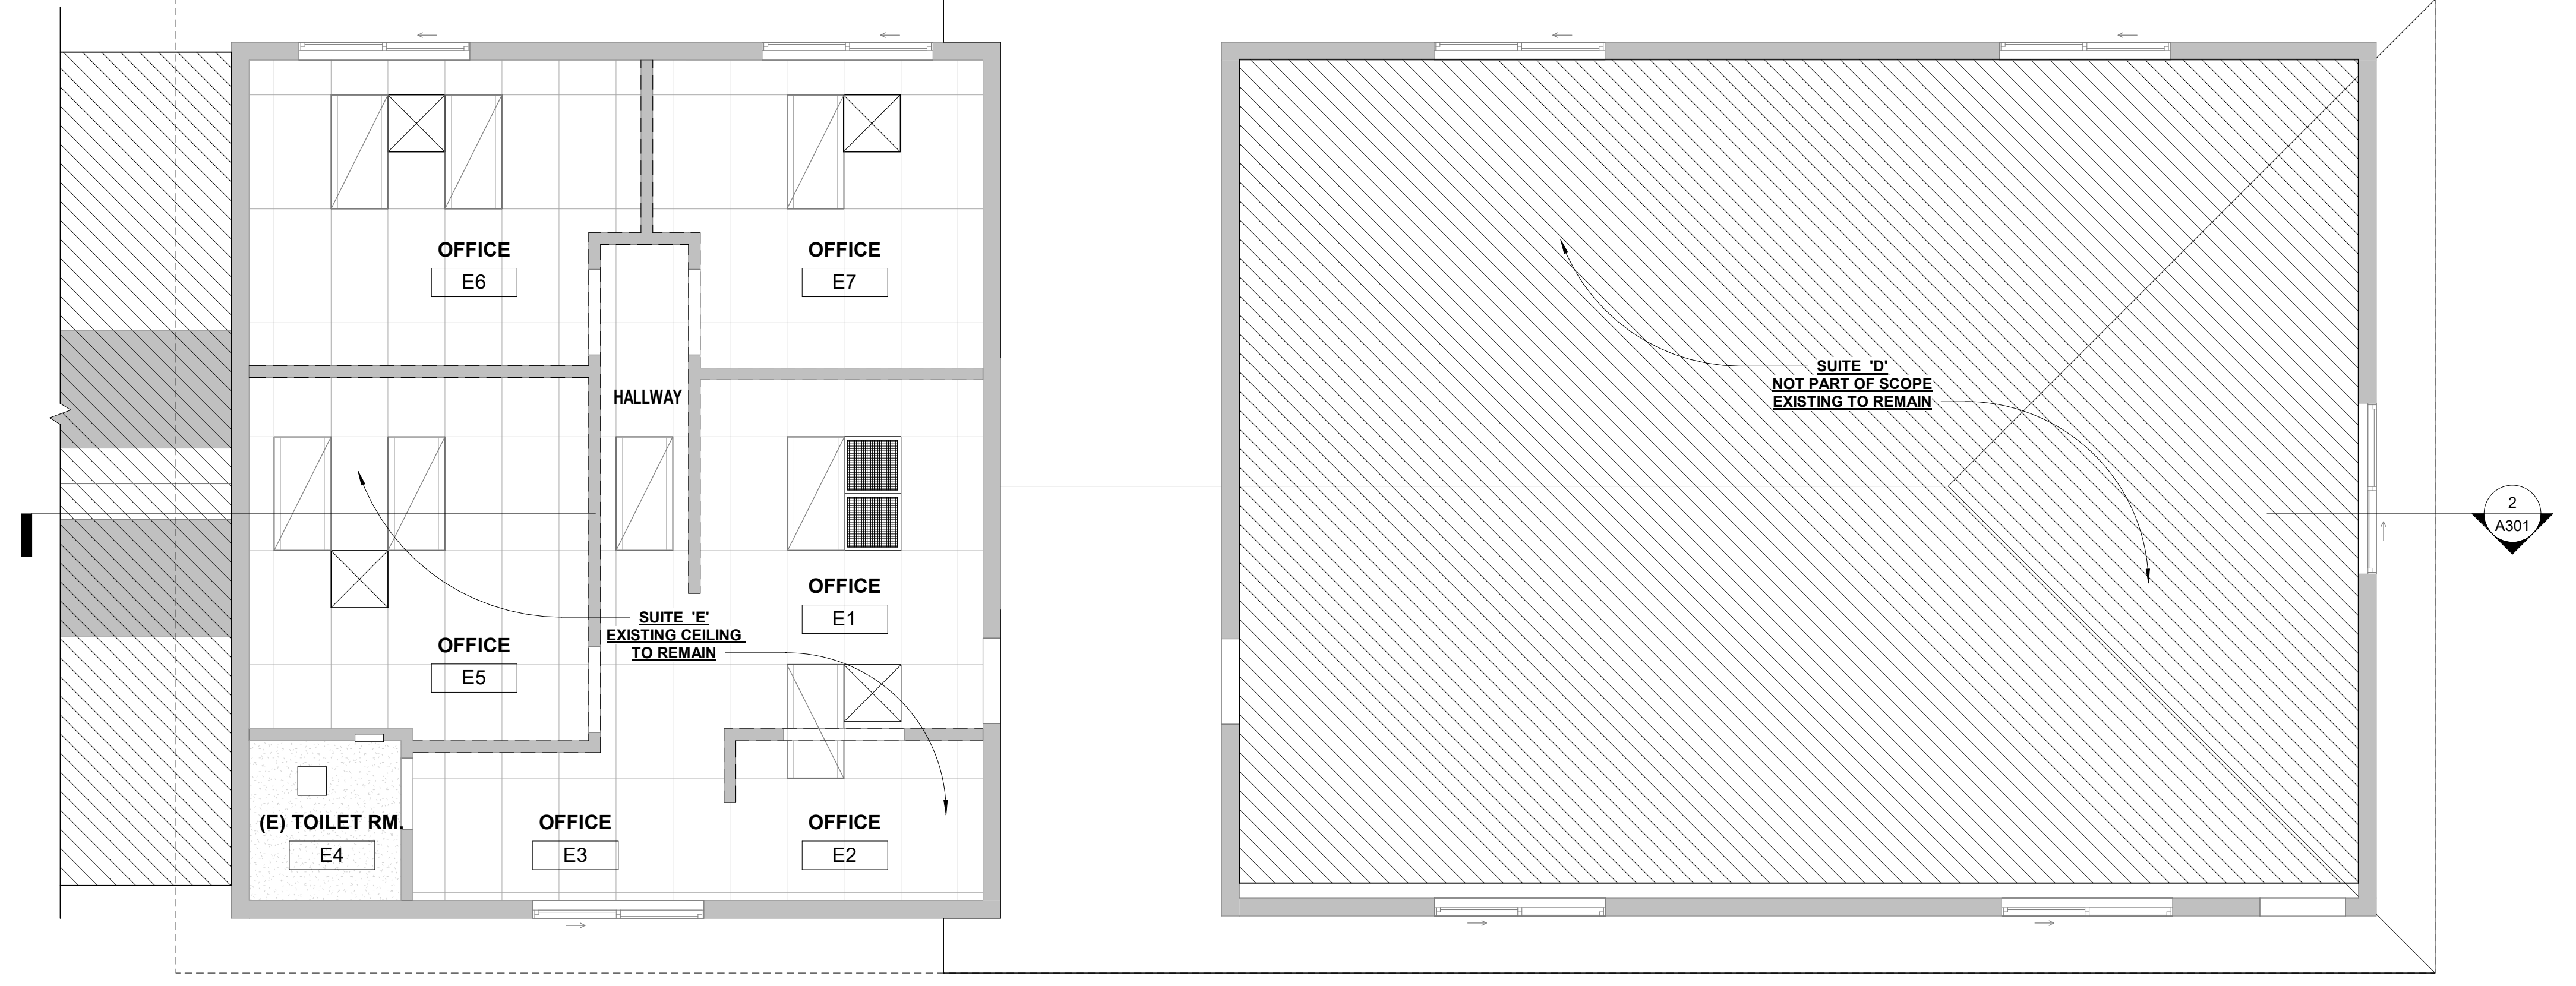 OFFICE
E6
OFFICE
E7
HALLWAY
OFFICE
E5
OFFICE
E1
SUITE 'E'
EXISTING CEILING
TO REMAIN
(E) TOILET RM.
E4
OFFICE
E3
OFFICE
E2
SUITE 'D'
NOT PART OF SCOPE
EXISTING TO REMAIN
2
A301